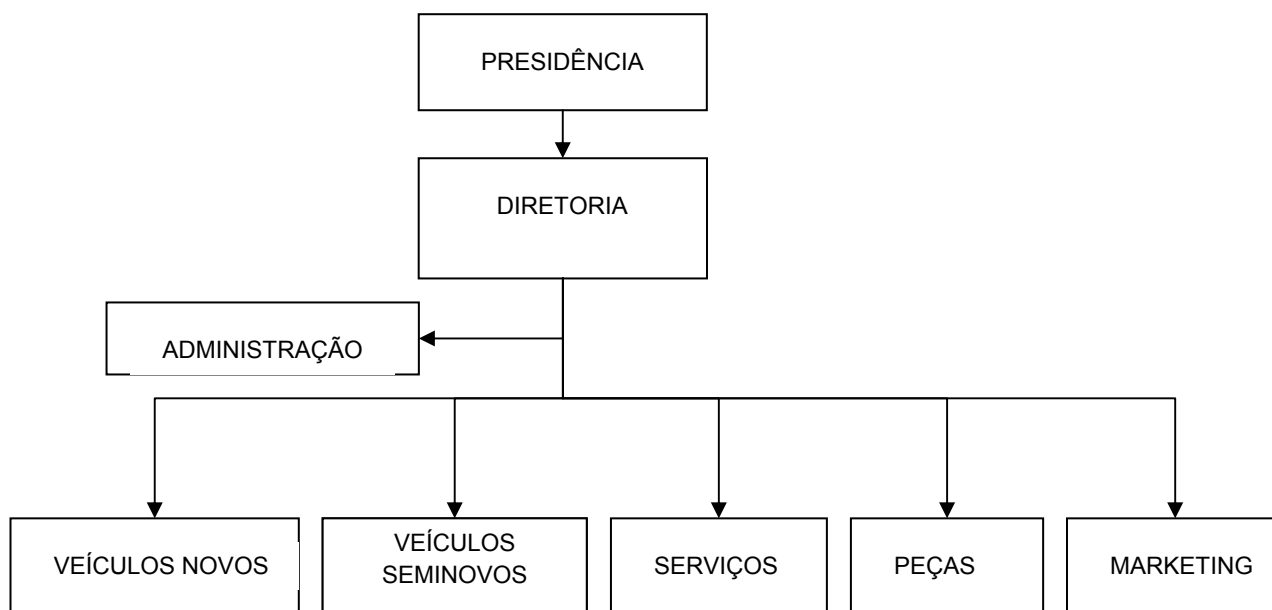 PRESIDÊNCIA
DIRETORIA
ADMINISTRAÇÃO
VEÍCULOS NOVOS
VEÍCULOS
SEMINOVOS
SERVIÇOS
PEÇAS
MARKETING